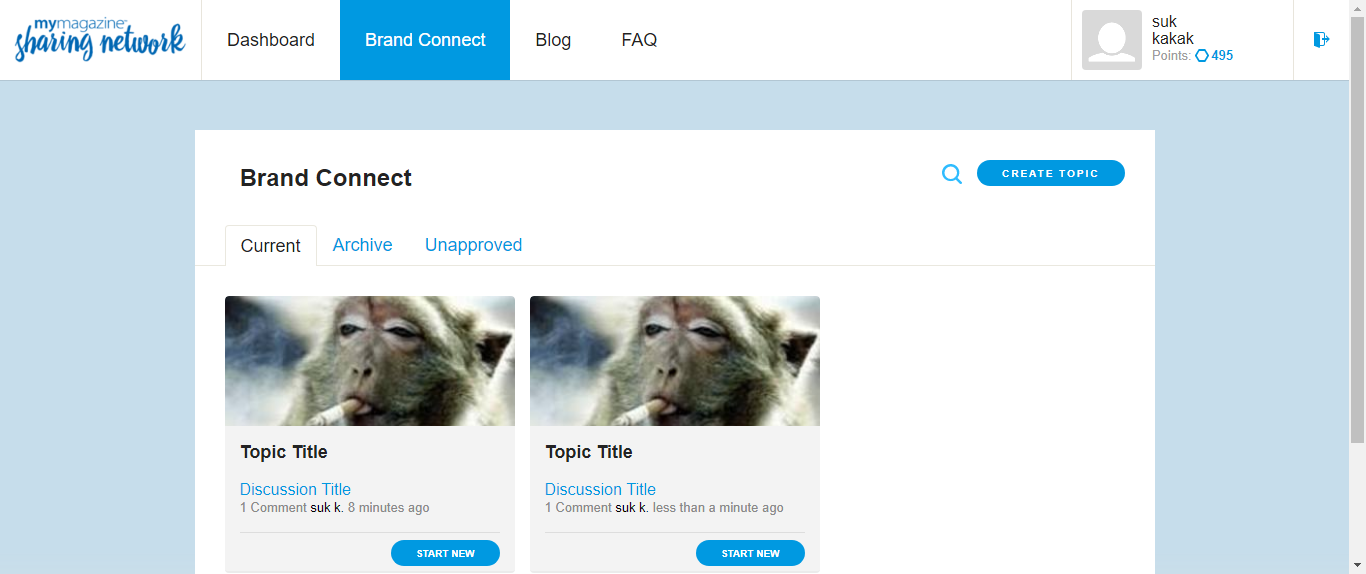 mymagazine
sharing network
Dashboard
Brand Connect
Blog
FAQ
suk
kakak
Points: 495
Brand Connect
CREATE TOPIC
Current
Archive
Unapproved
Topic Title
Discussion Title
1 Comment suk k. 8 minutes ago
START NEW
Topic Title
Discussion Title
1 Comment suk k. less than a minute ago
START NEW